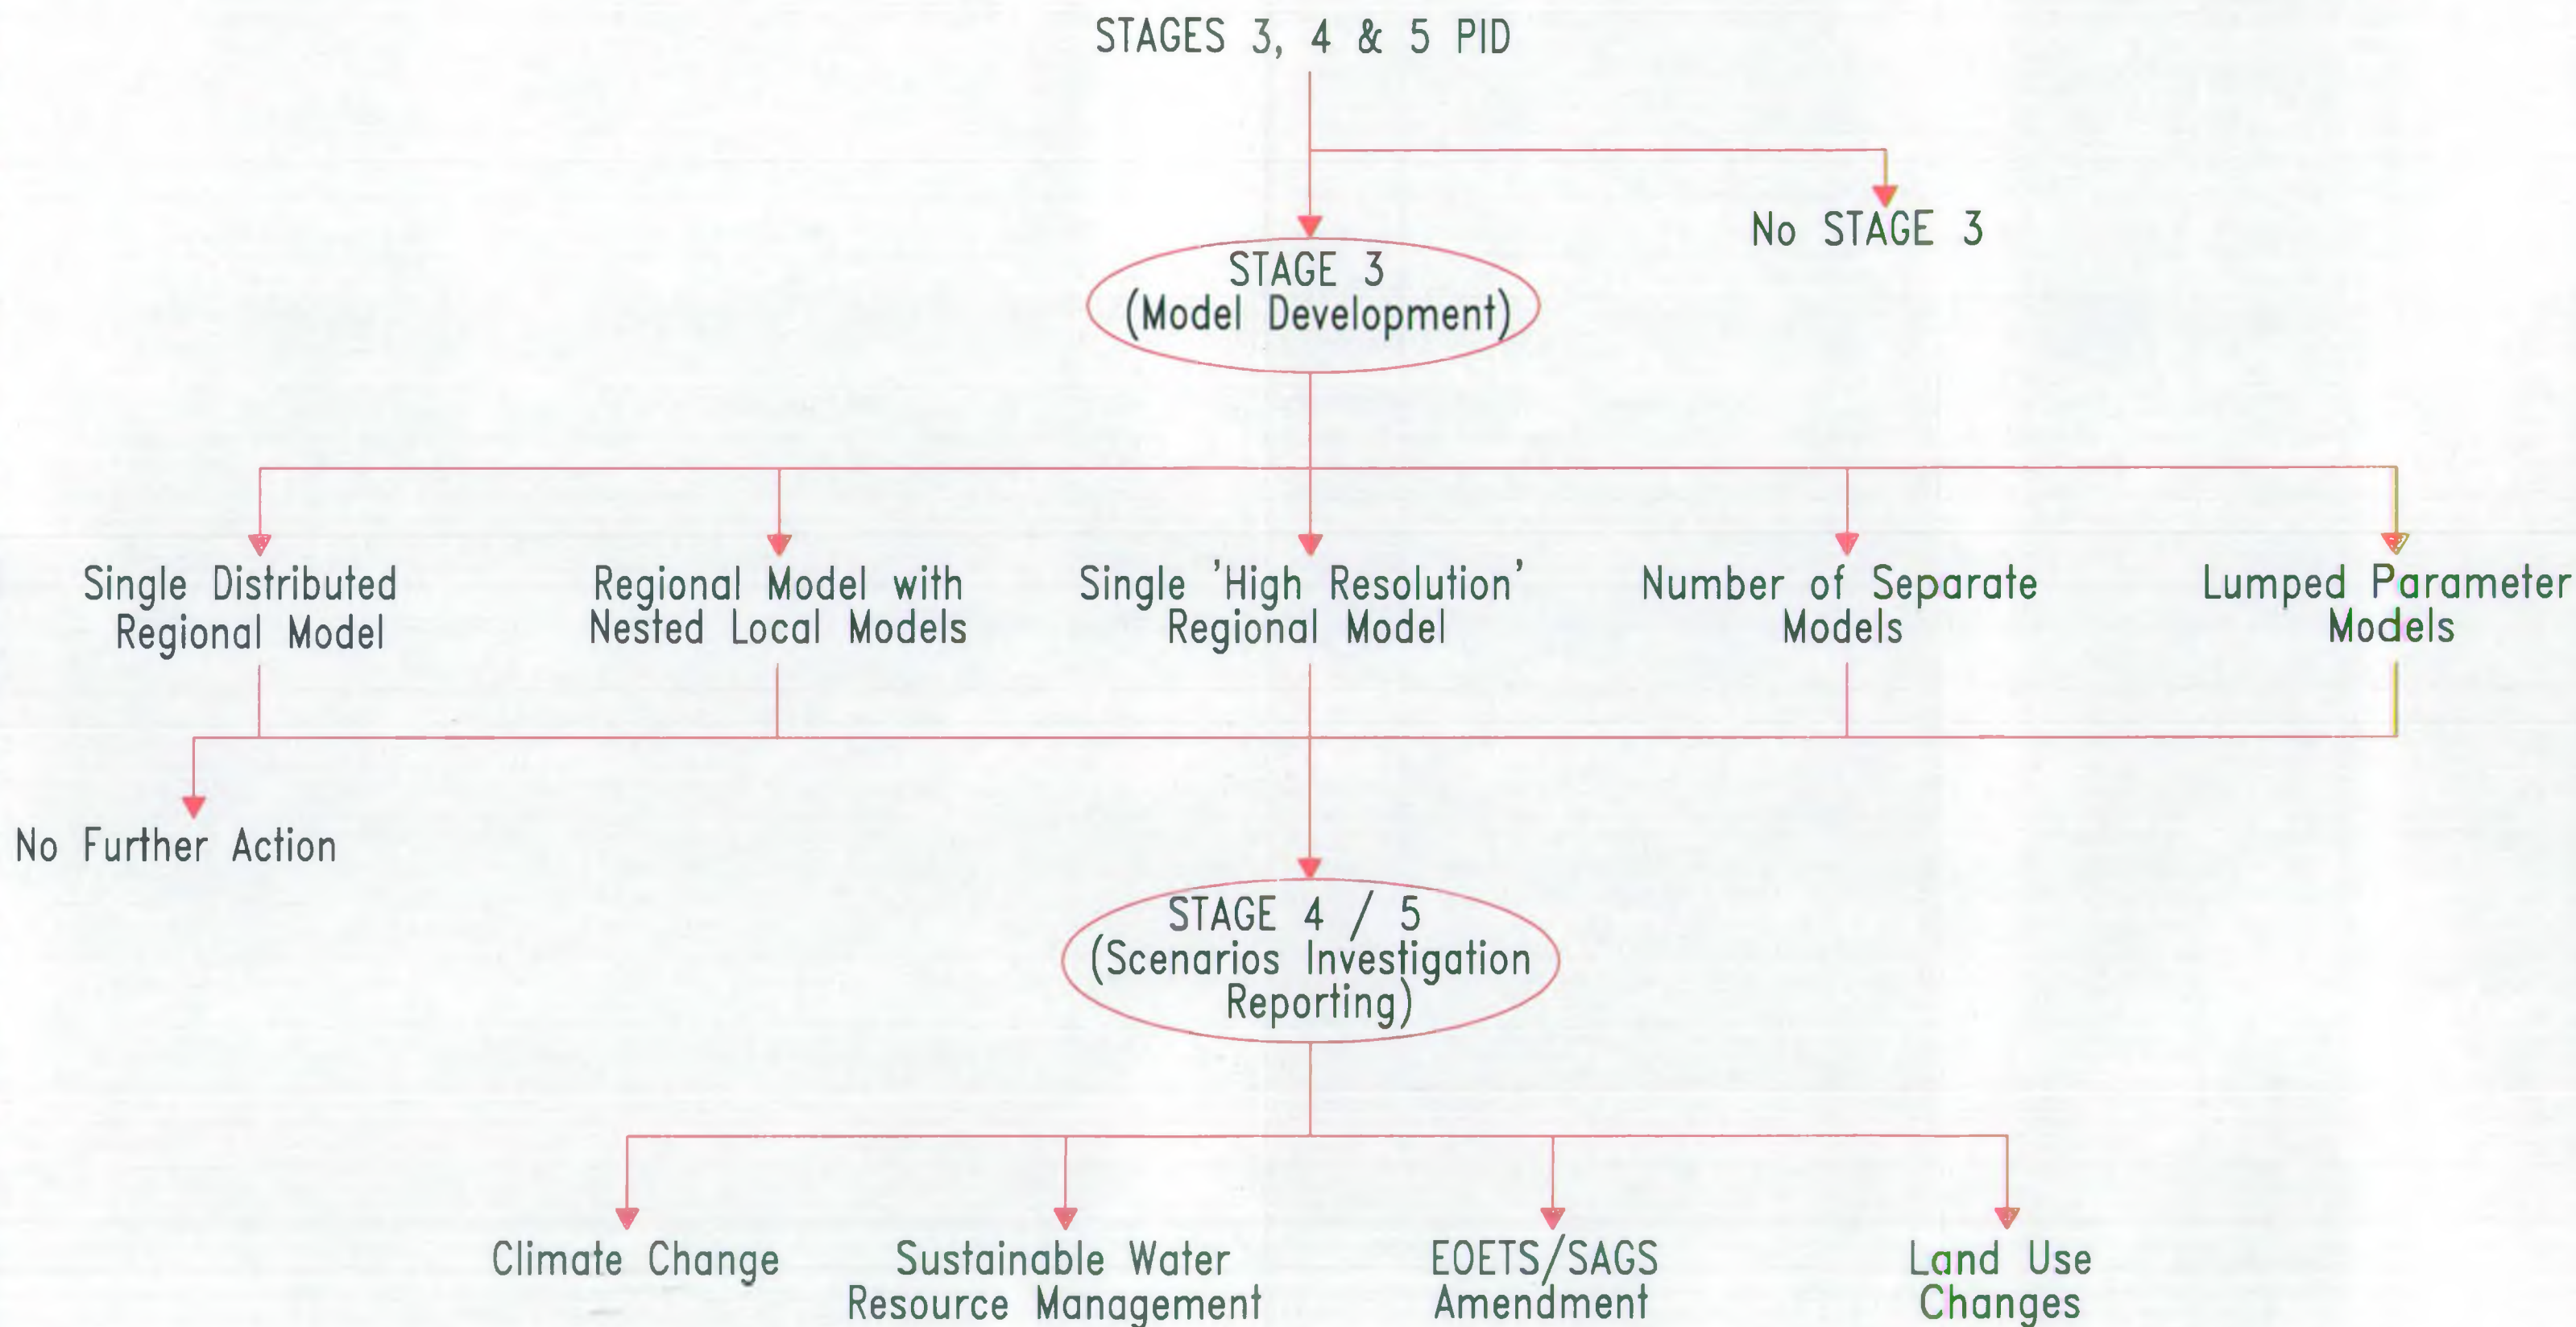 STAGES 3, 4 & 5 PID
No STAGE 3
STAGE 3
(Model Development)
Single Distributed
Regional Model
Regional Model with
Nested Local Models
Single 'High Resolution'
Regional Model
Number of Separate
Models
Lumped Parameter
Models
No Further Action
STAGE 4 / 5
(Scenarios Investigation
Reporting)
Climate Change
Sustainable Water
Resource Management
EOETS/SAGS
Amendment
Land Use
Changes